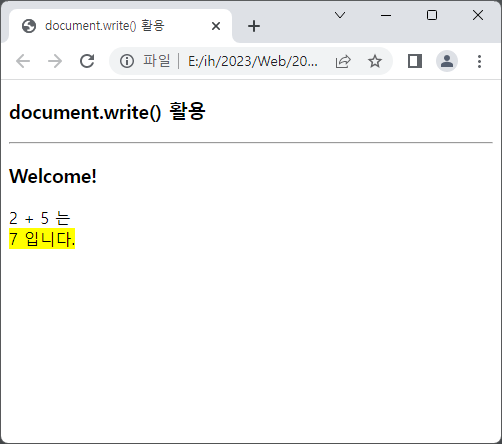 document.write() 활용
파일 E:/ih/2023/Web/20...
document.write() 활용
Welcome!
2 + 5 는
7 입니다.